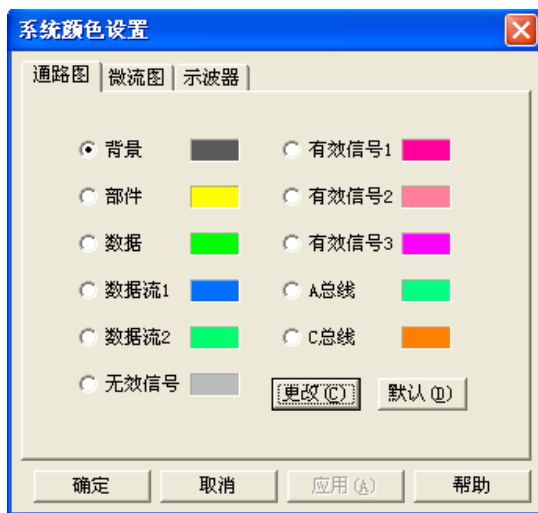 系统颜色设置
通路图 微流图 示波器
背景 有效信号1
部件 有效信号2
数据 有效信号3
数据流1 A总线
数据流2 C总线
无效信号 更改(C) 默认(D)
确定 取消 应用(A) 帮助